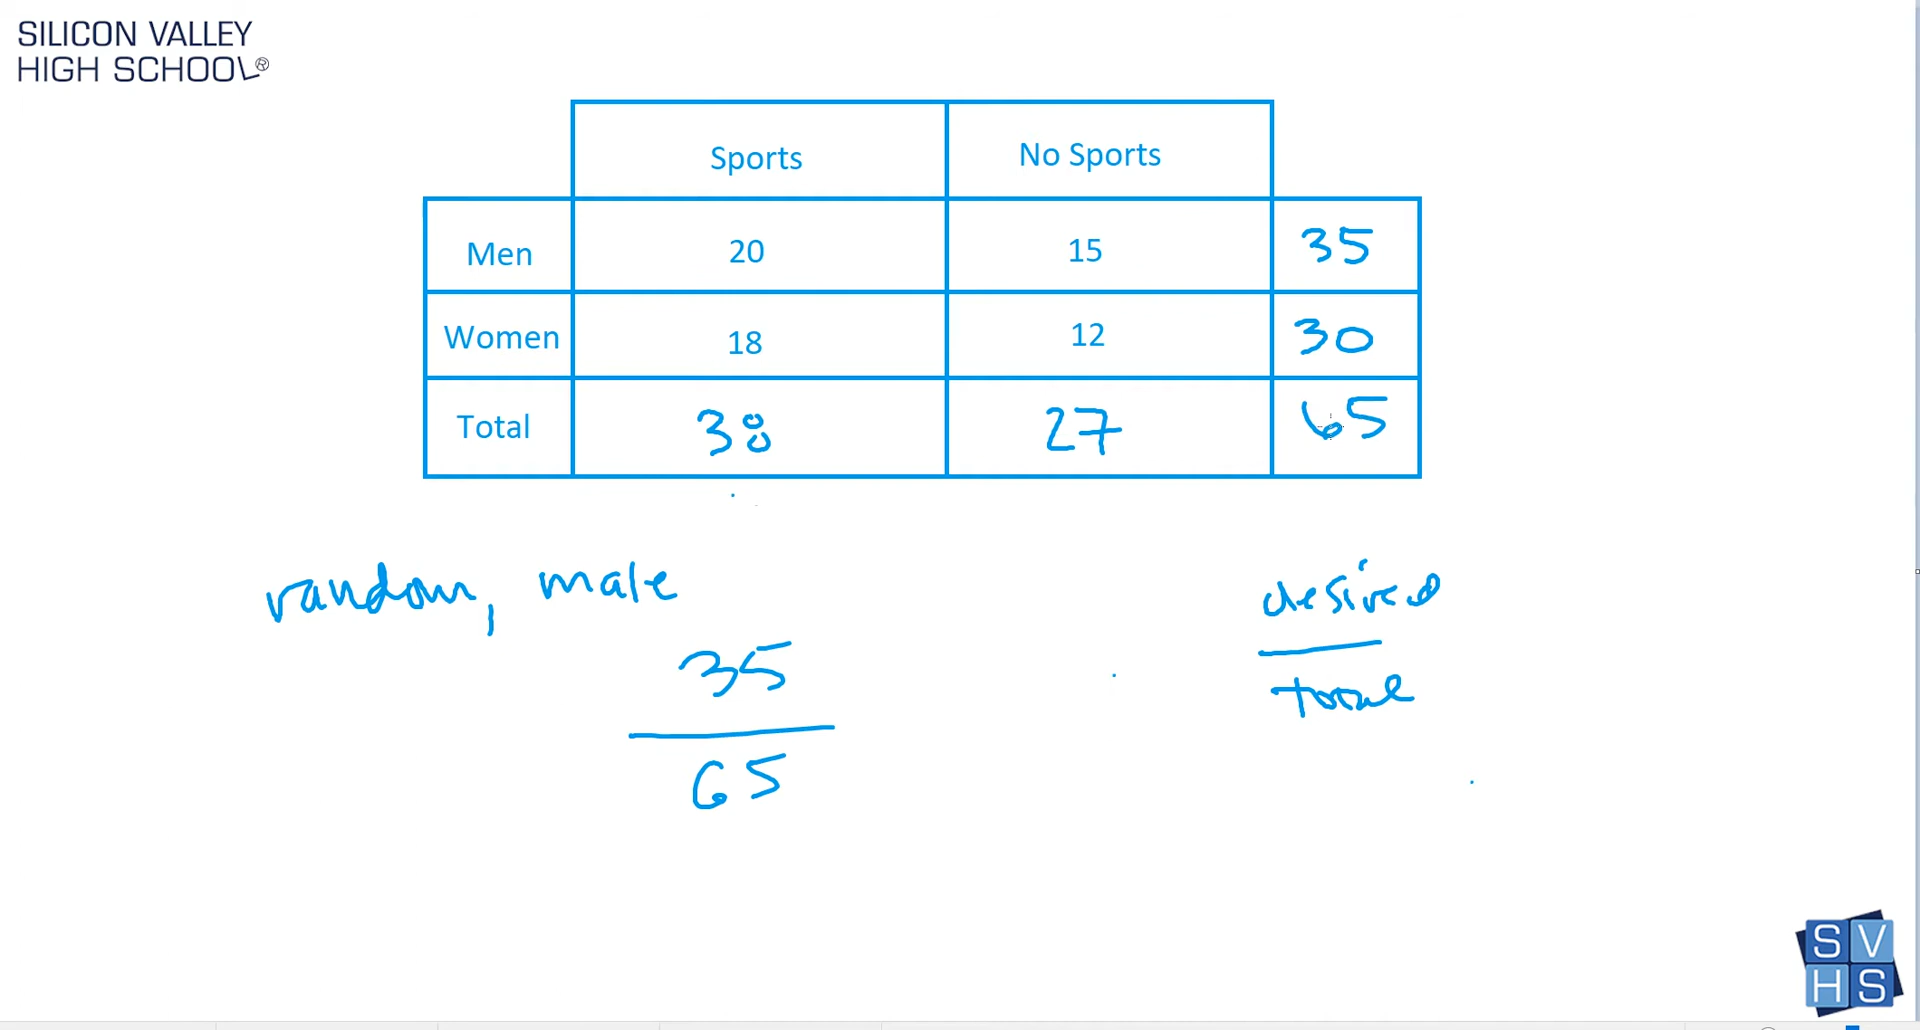 SILICON VALLEY
HIGH SCHOOL®
Sports No Sports
Men 20 15 35
Women 18 12 30
Total 38 27 65
random, male
35
65
desired
total
SV
HS